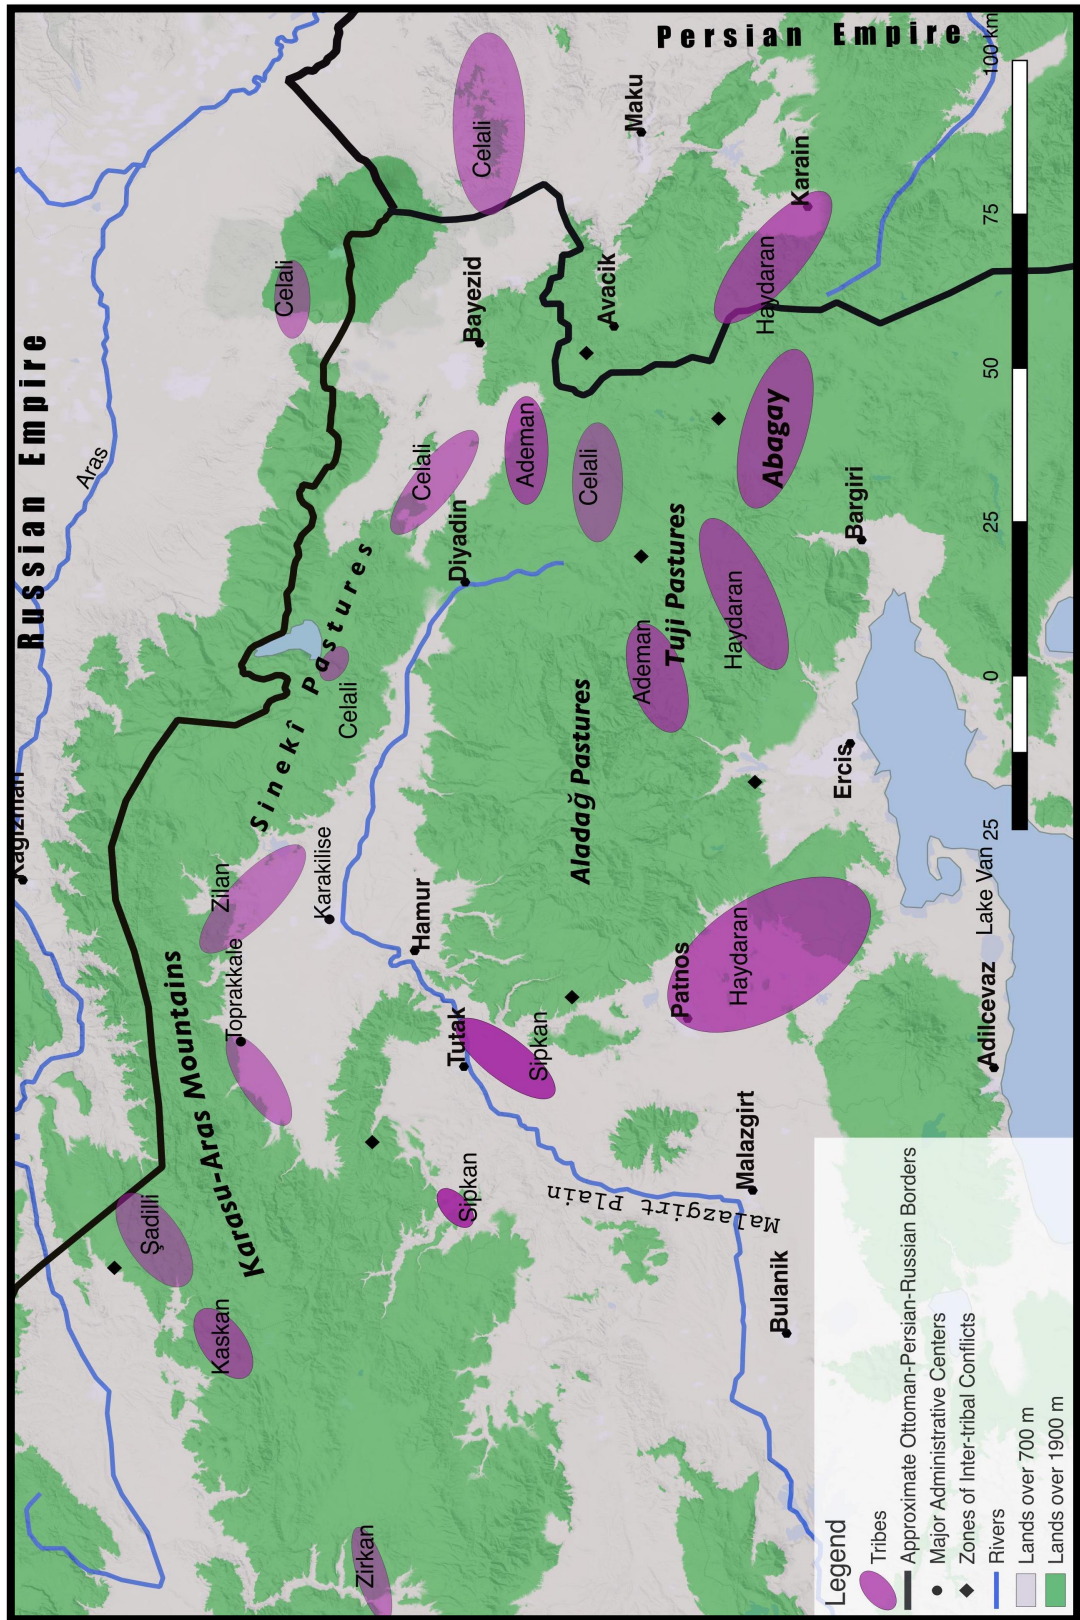 Russian Empire
Persian Empire
Kağızman
Aras
Karasu-Aras Mountains
Sinekî Pastures
Aladağ Pastures
Tuji Pastures
Abagay
Malazgirt Plain
Lake Van
Şadilli
Kaskan
Zirkan
Zilan
Toprakkale
Karakilise
Hamur
Tutak
Sipkan
Sipkan
Patnos
Haydaran
Malazgirt
Bulanik
Adilcevaz
Ercis
Bargiri
Haydaran
Ademan
Celali
Diyadin
Celali
Ademan
Celali
Celali
Bayezid
Avacik
Haydaran
Karain
Maku
Celali
Legend
Tribes
Approximate Ottoman-Persian-Russian Borders
Major Administrative Centers
Zones of Inter-tribal Conflicts
Rivers
Lands over 700 m
Lands over 1900 m
25 0 25 50 75 100 km